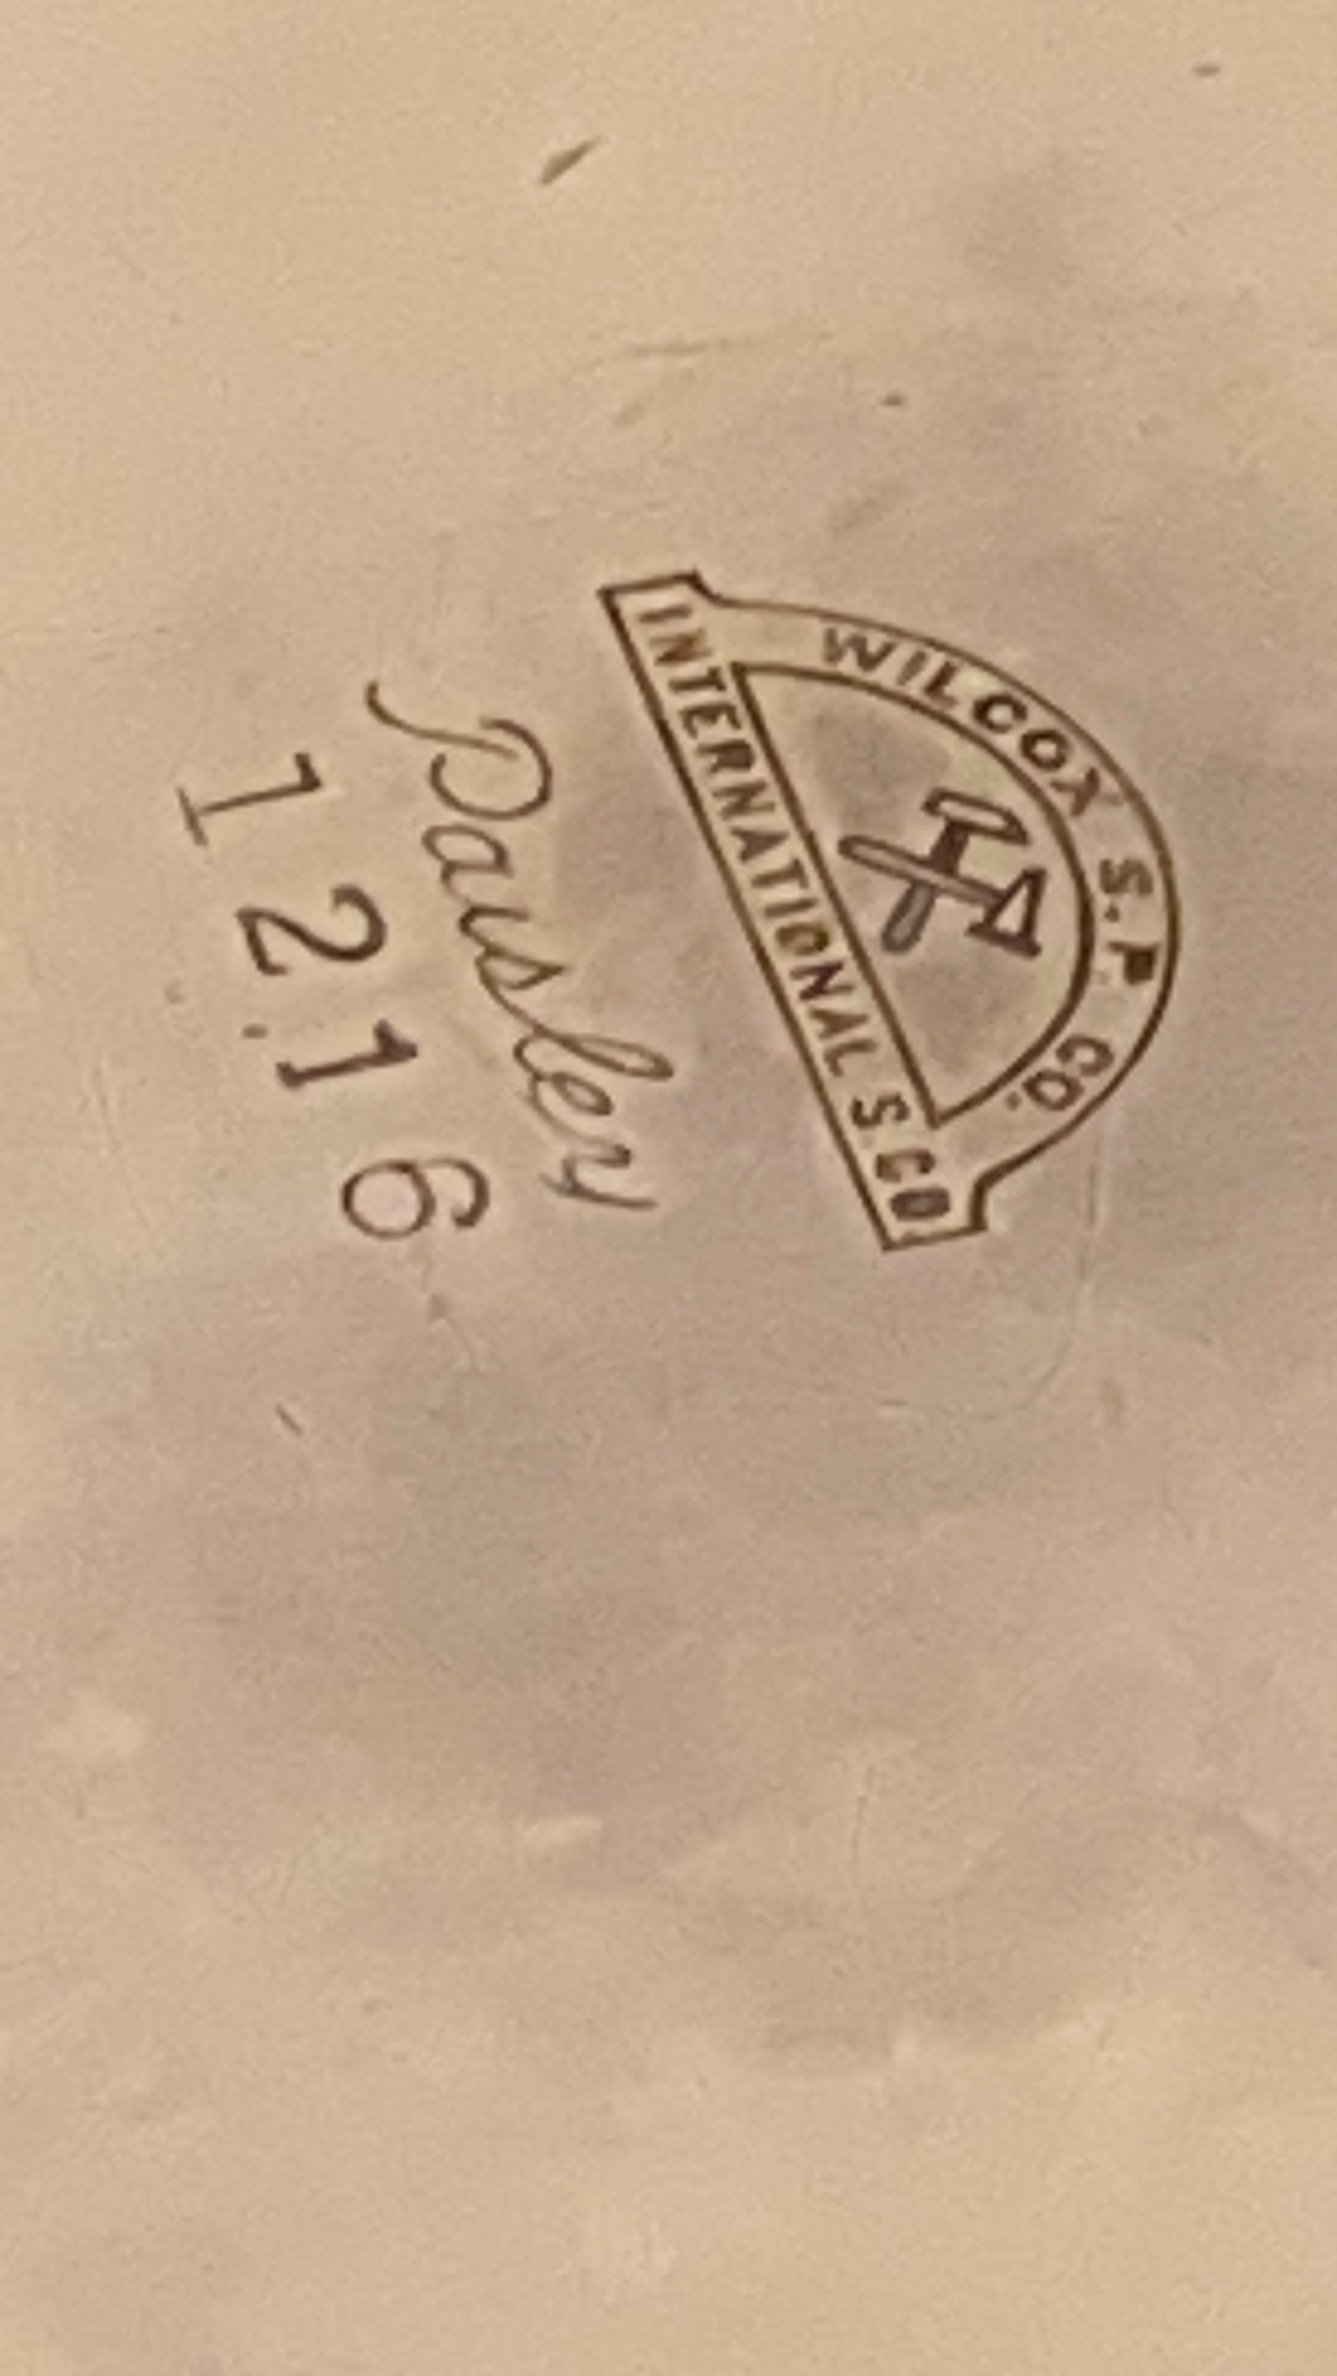 WILCOX S.P. CO.
INTERNATIONAL S CO
Paisley
1216